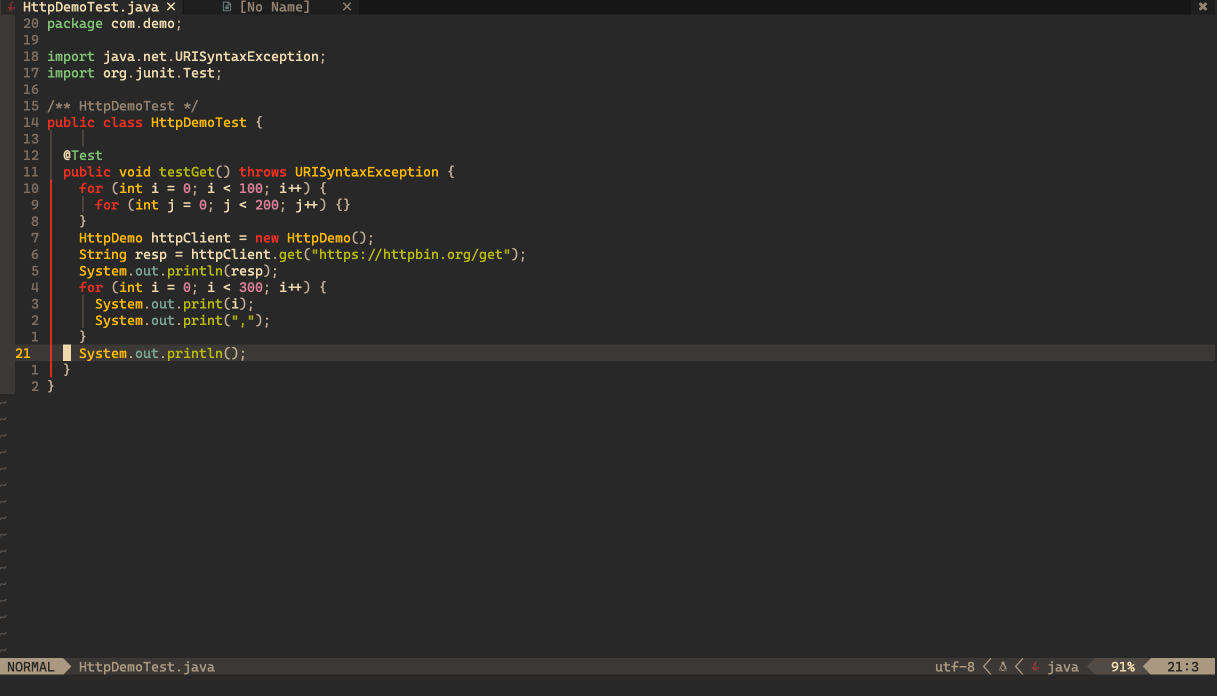 HttpDemoTest.java × [No Name] × ✖
20 package com.demo;
19
18 import java.net.URISyntaxException;
17 import org.junit.Test;
16
15 /** HttpDemoTest */
14 public class HttpDemoTest {
13
12   @Test
11   public void testGet() throws URISyntaxException {
10     for (int i = 0; i < 100; i++) {
9       for (int j = 0; j < 200; j++) {}
8     }
7     HttpDemo httpClient = new HttpDemo();
6     String resp = httpClient.get("https://httpbin.org/get");
5     System.out.println(resp);
4     for (int i = 0; i < 300; i++) {
3       System.out.print(i);
2       System.out.print(",");
1     }
21     System.out.println();
1   }
2 }
NORMAL HttpDemoTest.java utf-8 java 91% 21:3